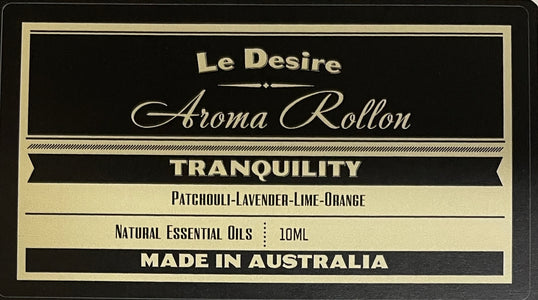 Le Desire
Aroma Rollon
TRANQUILITY
PATCHOULI-LAVENDER-LIME-ORANGE
NATURAL ESSENTIAL OILS 10ML
MADE IN AUSTRALIA